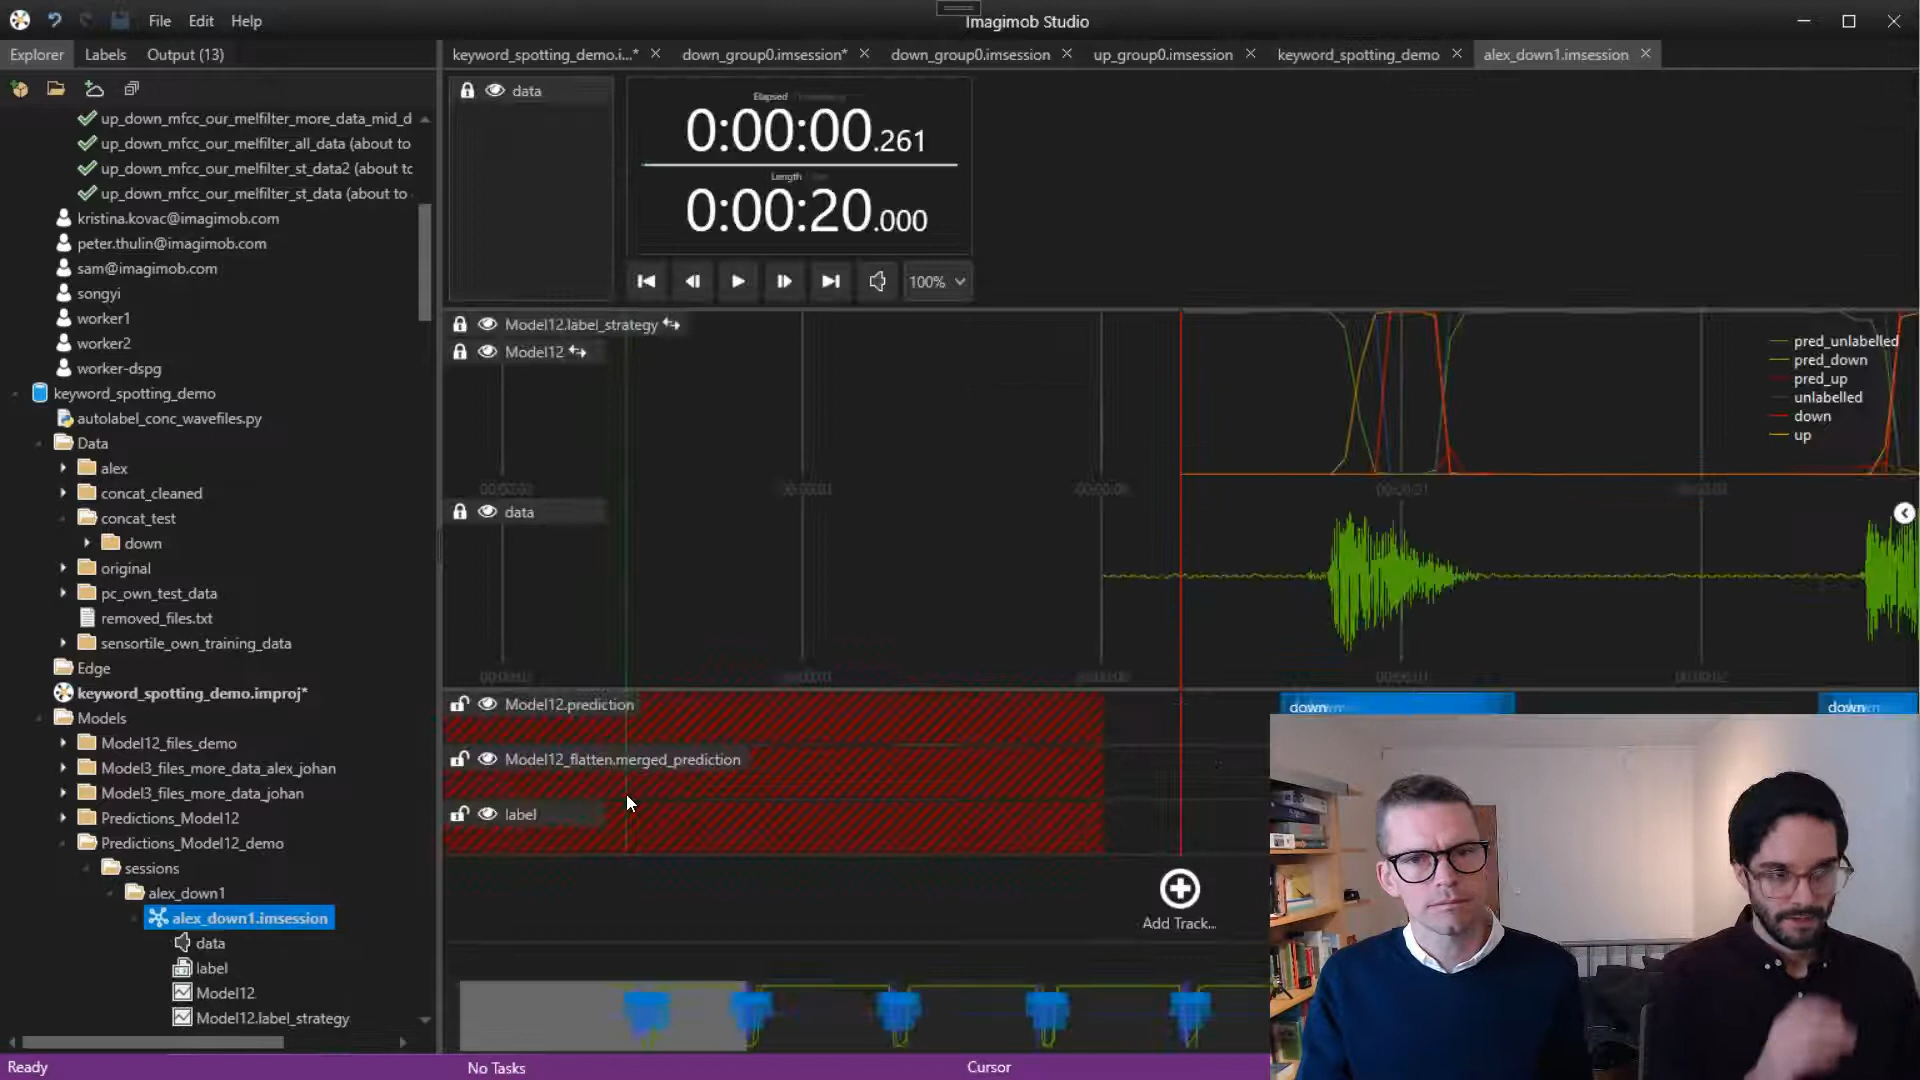 File Edit Help
Imagimob Studio
Explorer Labels Output (13)
keyword_spotting_demo.i...* down_group0.imsession* down_group0.imsession up_group0.imsession keyword_spotting_demo alex_down1.imsession
up_down_mfcc_our_melfilter_more_data_mid_d
up_down_mfcc_our_melfilter_all_data (about to
up_down_mfcc_our_melfilter_st_data2 (about tc
up_down_mfcc_our_melfilter_st_data (about to
kristina.kovac@imagimob.com
peter.thulin@imagimob.com
sam@imagimob.com
songyi
worker1
worker2
worker-dspg
keyword_spotting_demo
autolabel_conc_wavefiles.py
Data
alex
concat_cleaned
concat_test
down
original
pc_own_test_data
removed_files.txt
sensortile_own_training_data
Edge
keyword_spotting_demo.improj*
Models
Model12_files_demo
Model3_files_more_data_alex_johan
Model3_files_more_data_johan
Predictions_Model12
Predictions_Model12_demo
sessions
alex_down1
alex_down1.imsession
data
label
Model12
Model12.label_strategy
data
Elapsed
0:00:00.261
Length
0:00:20.000
100%
Model12.label_strategy
Model12
pred_unlabelled
pred_down
pred_up
unlabelled
down
up
data
Model12.prediction
down
down
Model12_flatten.merged_prediction
label
Add Track...
Ready
No Tasks
Cursor